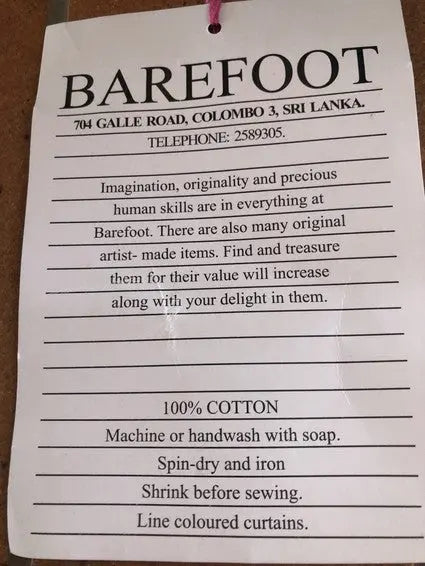 BAREFOOT
704 GALLE ROAD, COLOMBO 3, SRI LANKA.
TELEPHONE: 2589305.
Imagination, originality and precious
human skills are in everything at
Barefoot. There are also many original
artist- made items. Find and treasure
them for their value will increase
along with your delight in them.
100% COTTON
Machine or handwash with soap.
Spin-dry and iron
Shrink before sewing.
Line coloured curtains.